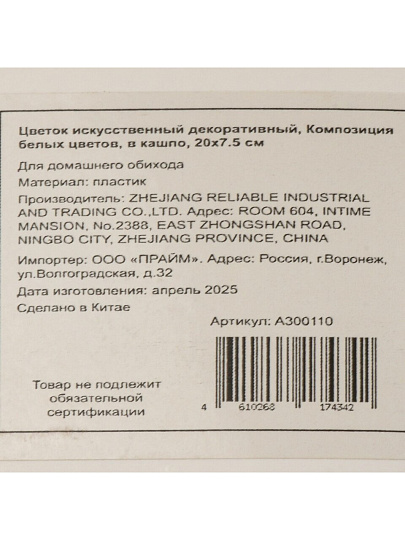 Цветок искусственный декоративный, Композиция
белых цветов, в кашпо, 20х7.5 см
Для домашнего обихода
Материал: пластик
Производитель: ZHEJIANG RELIABLE INDUSTRIAL
AND TRADING CO.,LTD. Адрес: ROOM 604, INTIME
MANSION, No.2388, EAST ZHONGSHAN ROAD,
NINGBO CITY, ZHEJIANG PROVINCE, CHINA
Импортер: ООО «ПРАЙМ». Адрес: Россия, г.Воронеж,
ул.Волгоградская, д.32
Дата изготовления: апрель 2025
Сделано в Китае
Артикул: A300110
Товар не подлежит
обязательной
сертификации
4 610268 174342